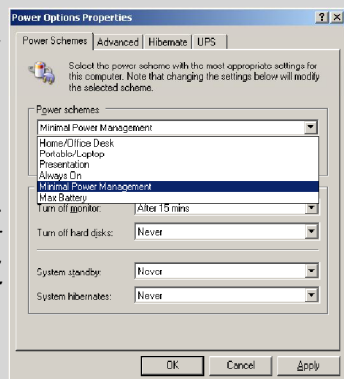 Power Options Properties
Power Schemes Advanced Hibernate UPS
Select the power scheme with the most appropriate settings for
this computer. Note that changing the settings below will modify
the selected scheme.
Power schemes
Minimal Power Management
Home/Office Desk
Portable/Laptop
Presentation
Always On
Minimal Power Management
Max Battery
Turn off monitor: After 15 mins
Turn off hard disks: Never
System standby: Never
System hibernates: Never
OK Cancel Apply